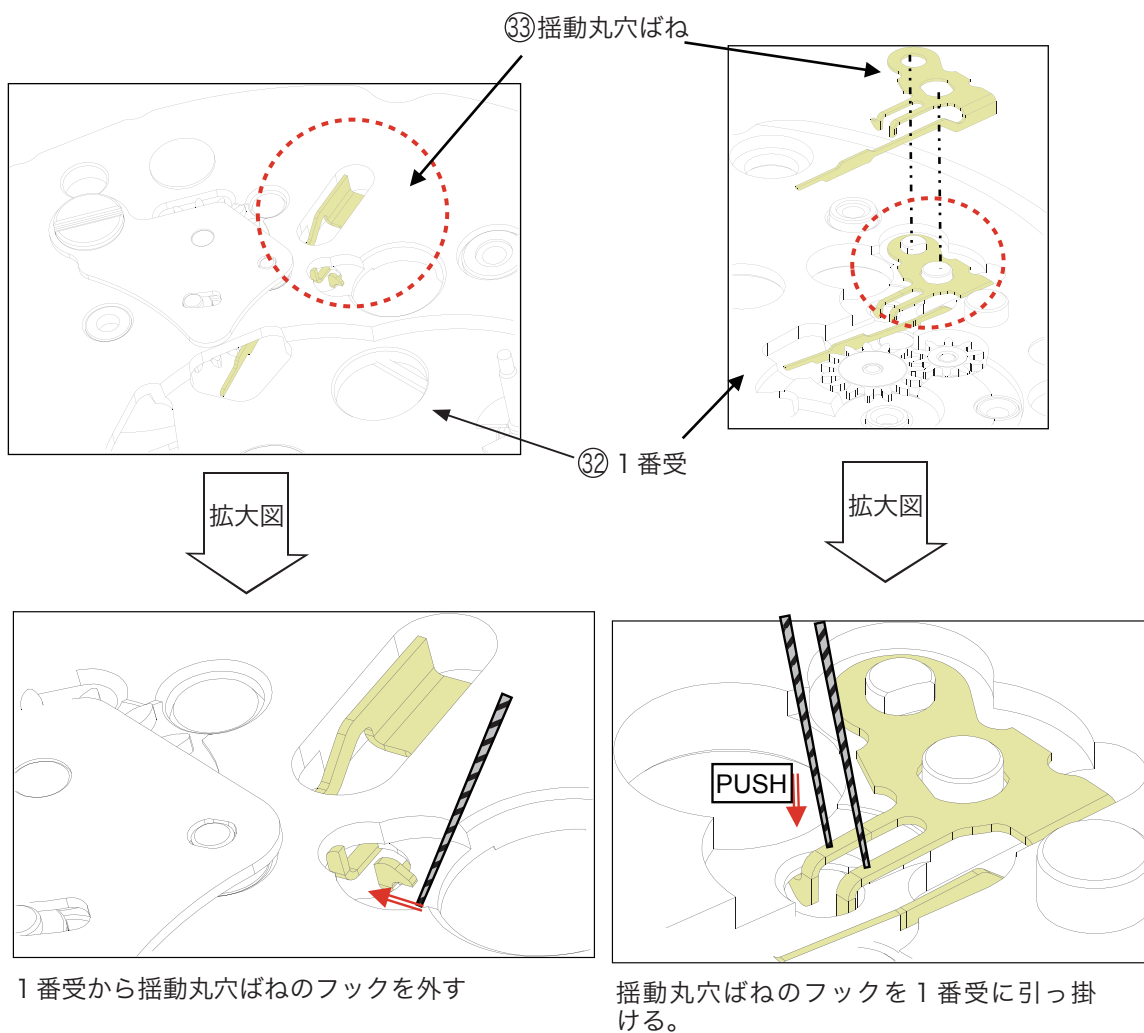 ㉝揺動丸穴ばね
㉜ 1 番受
拡大図
拡大図
PUSH
1 番受から揺動丸穴ばねのフックを外す
揺動丸穴ばねのフックを 1 番受に引っ掛
ける。